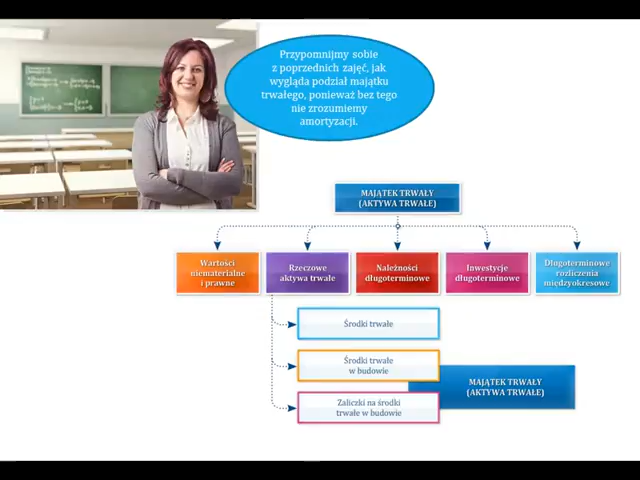 Przypomnijmy sobie
z poprzednich zajęć, jak
wygląda podział majątku
trwałego, ponieważ bez tego
nie zrozumiemy
amortyzacji.
MAJĄTEK TRWAŁY
(AKTYWA TRWAŁE)
Wartości
niematerialne
i prawne
Rzeczowe
aktywa trwałe
Należności
długoterminowe
Inwestycje
długoterminowe
Długoterminowe
rozliczenia
międzyokresowe
Środki trwałe
Środki trwałe
w budowie
Zaliczki na środki
trwałe w budowie
MAJĄTEK TRWAŁY
(AKTYWA TRWAŁE)